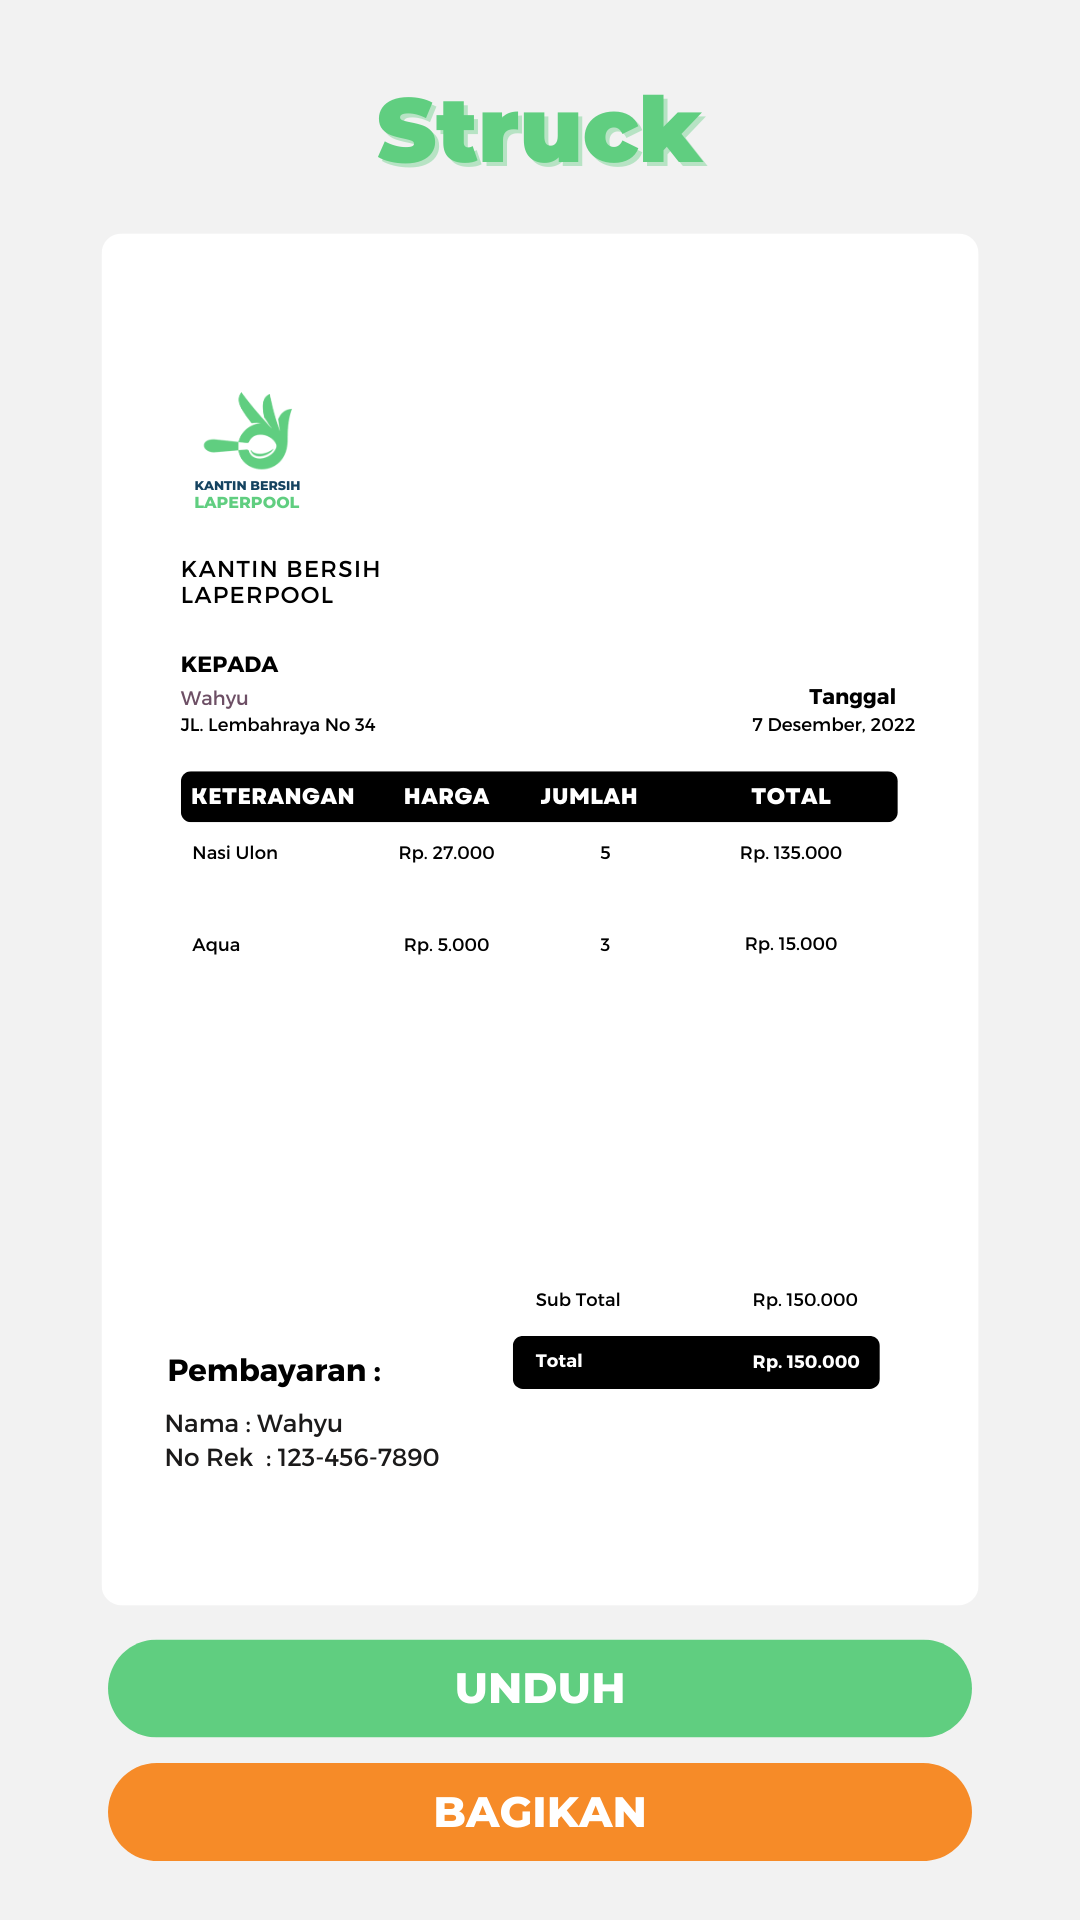 Struck
KANTIN BERSIH
LAPERPOOL
KANTIN BERSIH
LAPERPOOL
KEPADA
Wahyu
JL. Lembahraya No 34
Tanggal
7 Desember, 2022
KETERANGAN HARGA JUMLAH TOTAL
Nasi Ulon Rp. 27.000 5 Rp. 135.000
Aqua Rp. 5.000 3 Rp. 15.000
Sub Total Rp. 150.000
Total Rp. 150.000
Pembayaran :
Nama : Wahyu
No Rek : 123-456-7890
UNDUH
BAGIKAN